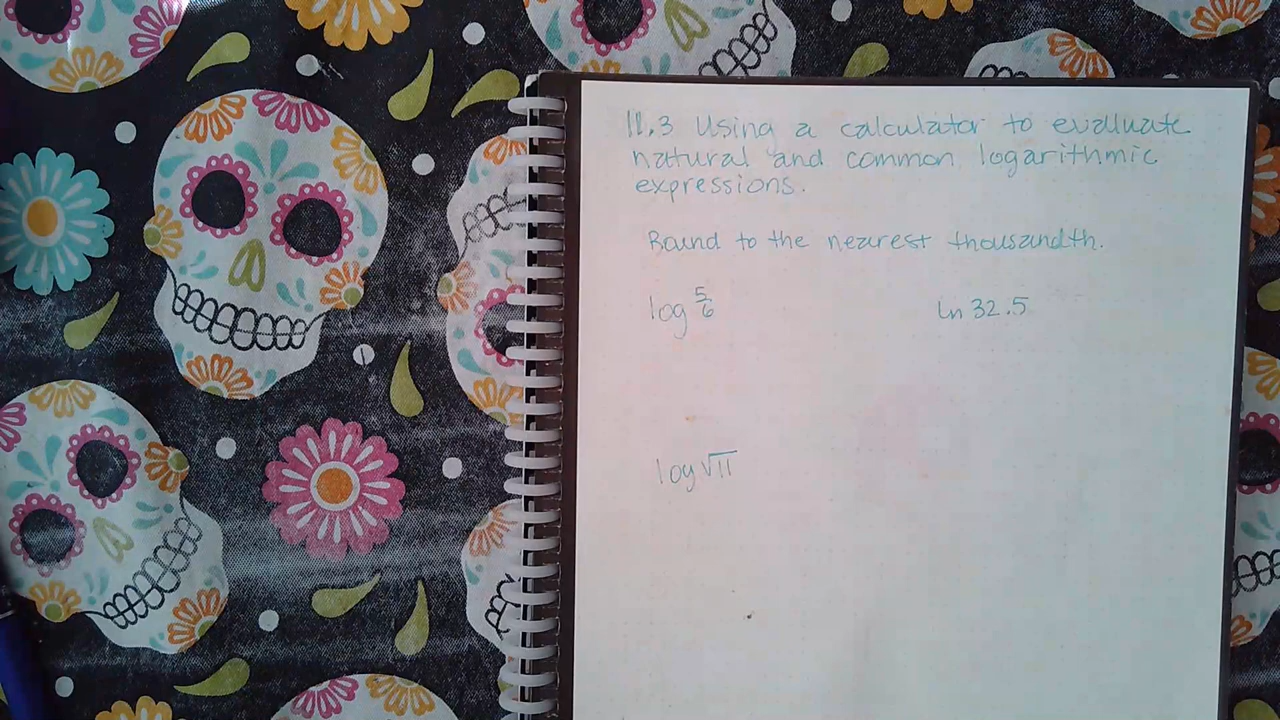 11.3 Using a calculator to evaluate
natural and common logarithmic
expressions.
Round to the nearest thousandth.
log 5/6
ln 32.5
log √11